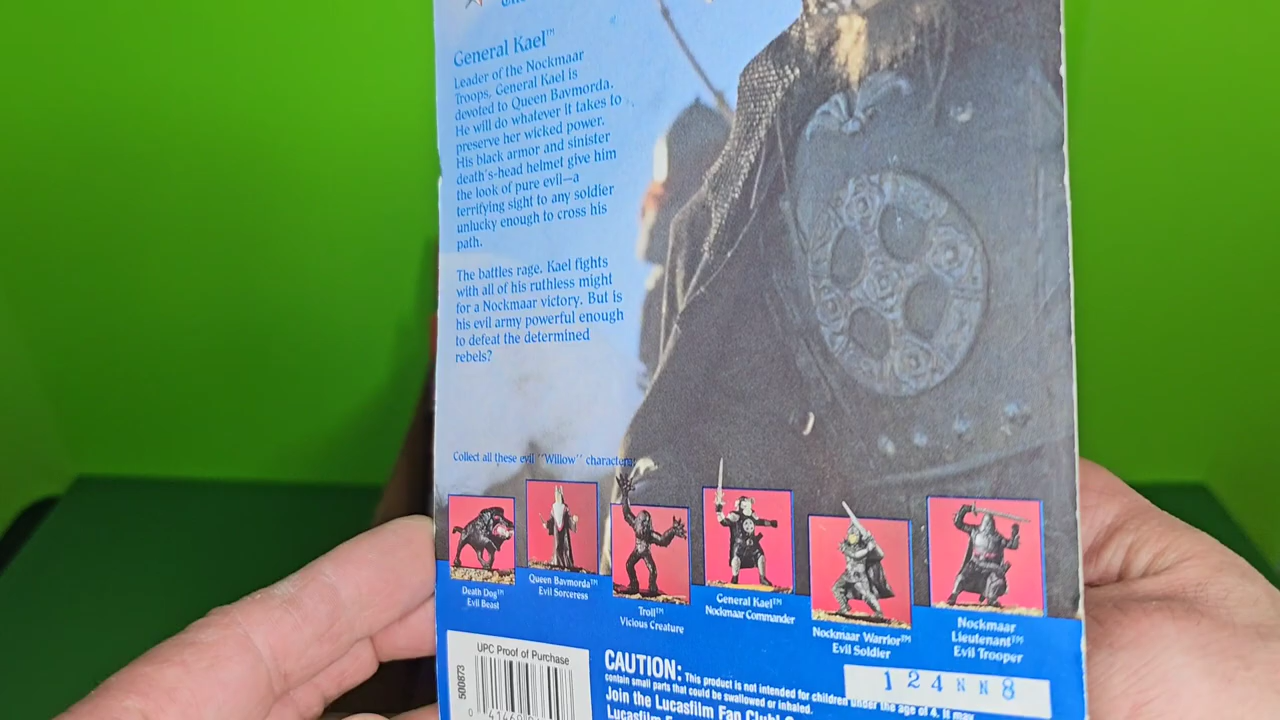 General Kael™
Leader of the Nockmaar
Troops, General Kael is
devoted to Queen Bavmorda.
He will do whatever it takes to
preserve her wicked power.
His black armor and sinister
death's-head helmet give him
the look of pure evil—a
terrifying sight to any soldier
unlucky enough to cross his
path.
The battles rage. Kael fights
with all of his ruthless might
for a Nockmaar victory. But is
his evil army powerful enough
to defeat the determined
rebels?
Collect all these evil "Willow" characters:
Death Dog™
Evil Beast
Queen Bavmorda™
Evil Sorceress
Troll™
Vicious Creature
General Kael™
Nockmaar Commander
Nockmaar Warrior™
Evil Soldier
Nockmaar
Lieutenant™
Evil Trooper
UPC Proof of Purchase
500873
0 41460
CAUTION: This product is not intended for children under the age of 4. It may
contain small parts that could be swallowed or inhaled.
124NN8
Join the Lucasfilm Fan Club!
Lucasfilm